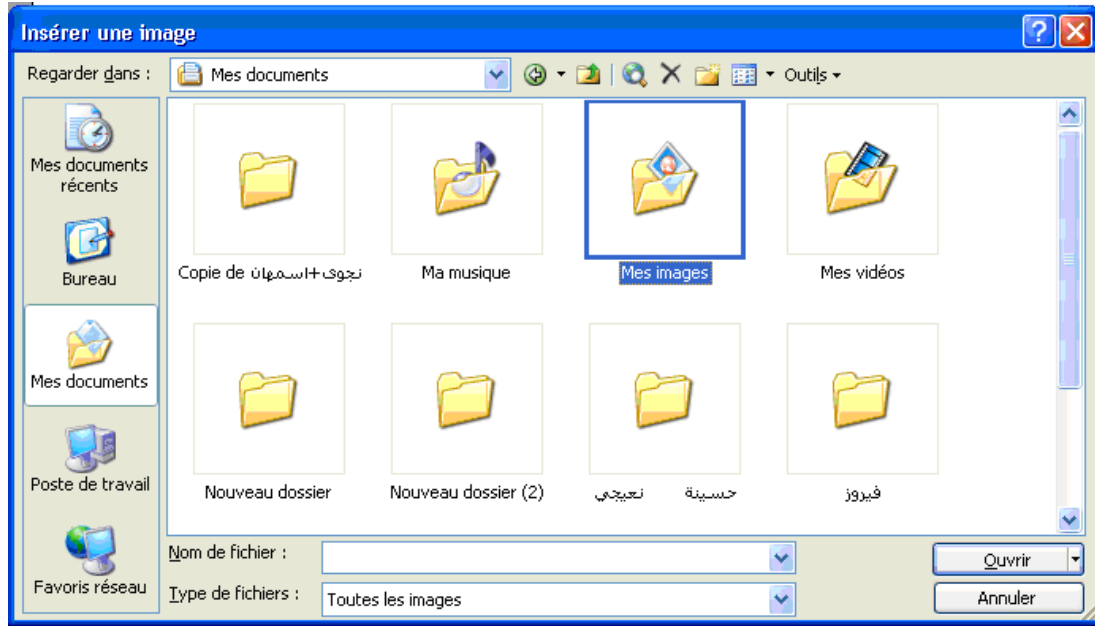 Insérer une image
Regarder dans :
Mes documents
Outils
Mes documents
récents
Bureau
Mes documents
Poste de travail
Favoris réseau
Copie de نجوى+اسمهان
Ma musique
Mes images
Mes vidéos
Nouveau dossier
Nouveau dossier (2)
حسينة نعيجي
فيروز
Nom de fichier :
Ouvrir
Type de fichiers :
Toutes les images
Annuler